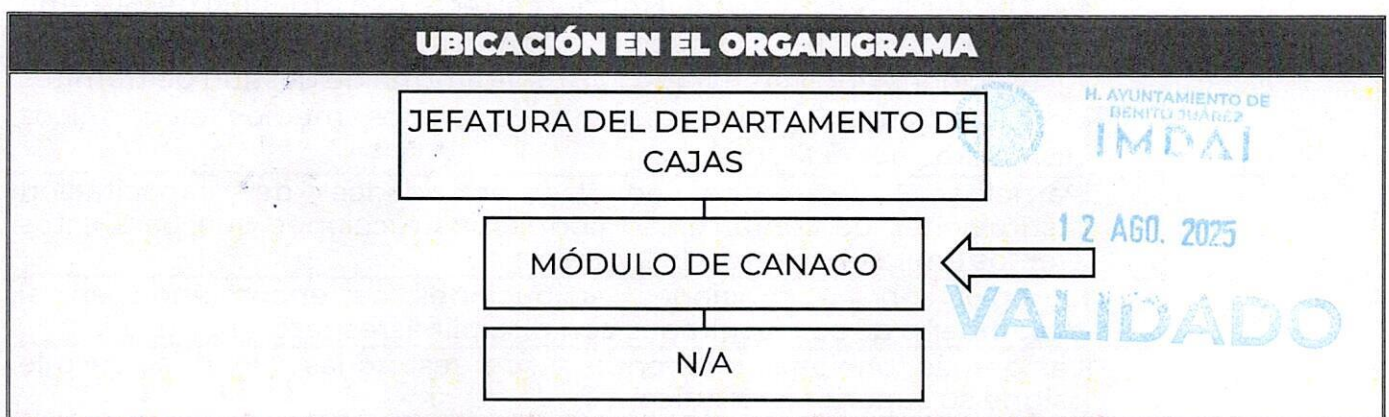 UBICACIÓN EN EL ORGANIGRAMA
JEFATURA DEL DEPARTAMENTO DE
CAJAS
H. AYUNTAMIENTO DE
BENITO JUÁREZ
IMDAI
12 AGO. 2025
MÓDULO DE CANACO
VALIDADO
N/A